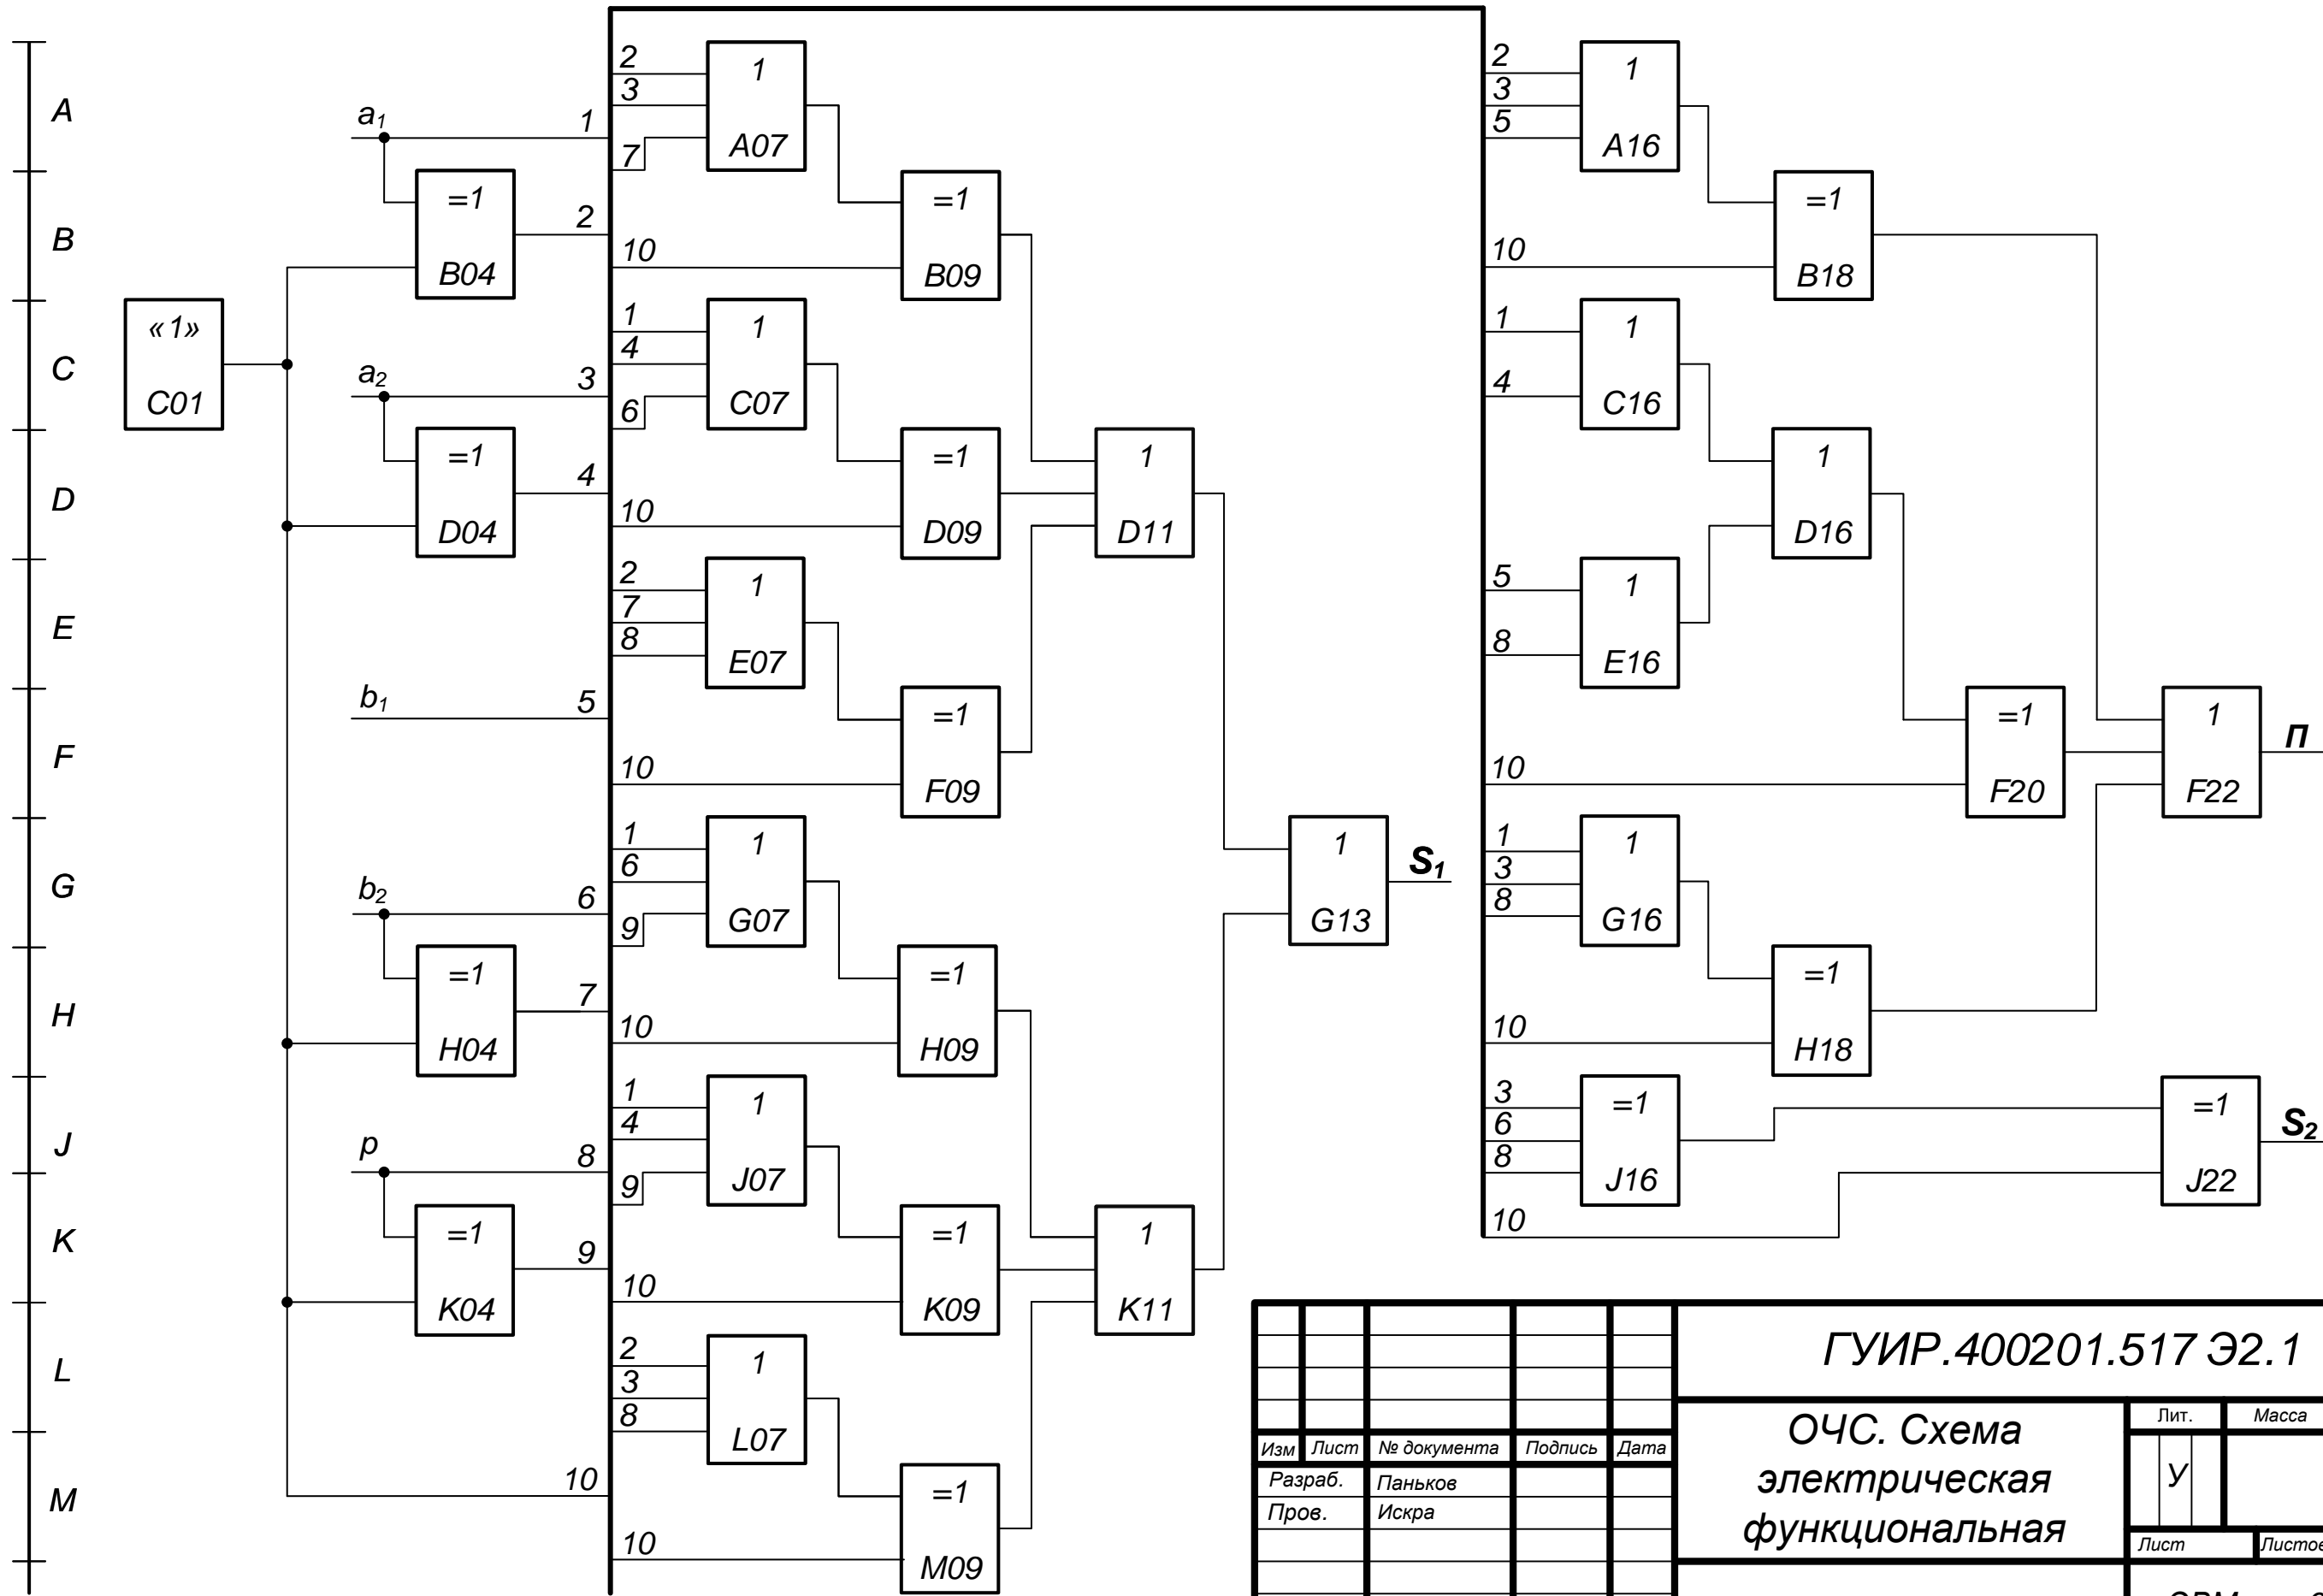 A
B
C
D
E
F
G
H
J
K
L
M
«1»
C01
a1
1
=1
B04
2
a2
3
=1
D04
4
b1
5
b2
6
=1
H04
7
p
8
=1
K04
9
10
2
3
7
1
A07
10
=1
B09
1
4
6
1
C07
10
=1
D09
1
D11
2
7
8
1
E07
10
=1
F09
1
6
9
1
G07
10
=1
H09
1
G13
S1
1
4
9
1
J07
10
=1
K09
1
K11
2
3
8
1
L07
10
=1
M09
2
3
5
1
A16
10
=1
B18
1
4
1
C16
1
D16
5
8
1
E16
10
=1
F20
1
F22
П
1
3
8
1
G16
10
=1
H18
3
6
8
=1
J16
10
=1
J22
S2
ГУИР.400201.517 Э2.1
ОЧС. Схема
электрическая
функциональная
Лит. Масса
У
Лист
Изм Лист № документа Подпись Дата
Разраб. Паньков
Пров. Искра